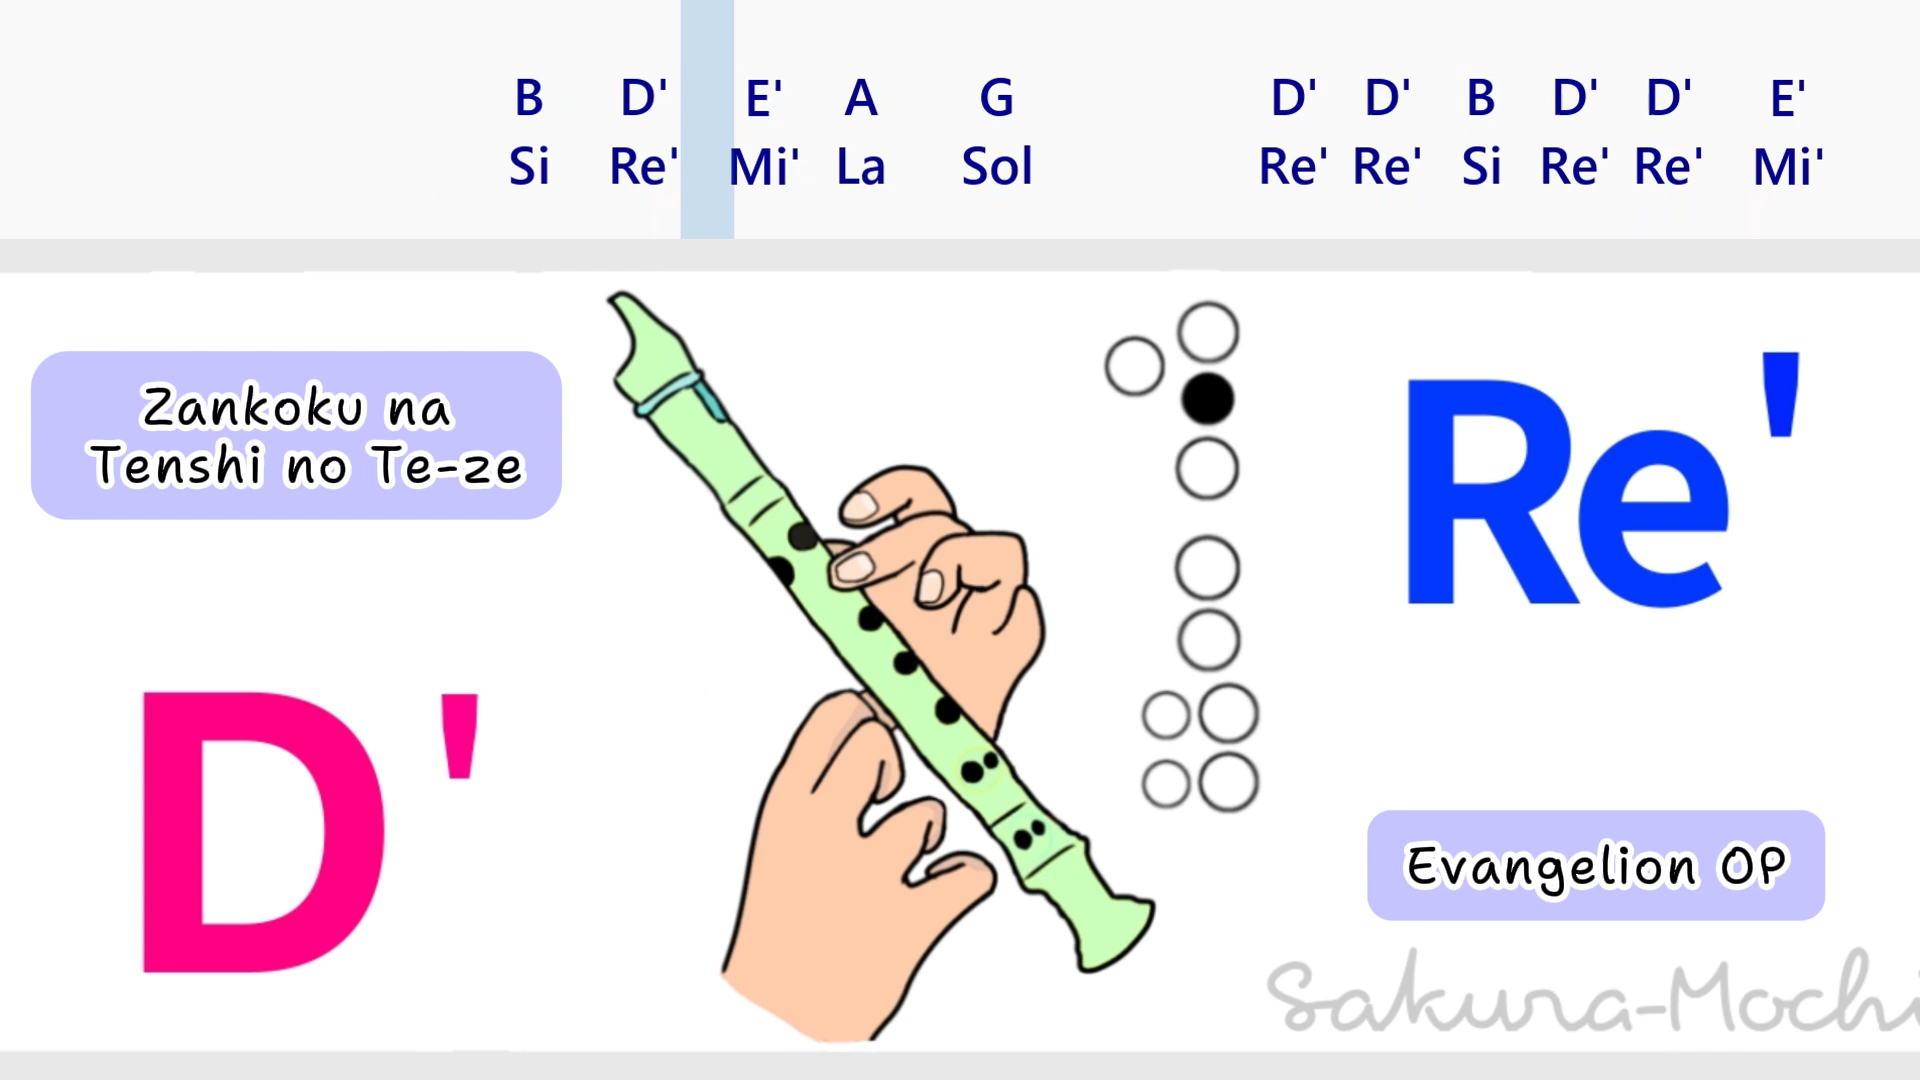 B D' E' A G D' D' B D' D' E'
Si Re' Mi' La Sol Re' Re' Si Re' Re' Mi'
Zankoku na
Tenshi no Te-ze
Re'
D'
Evangelion OP
Sakura-Mochi